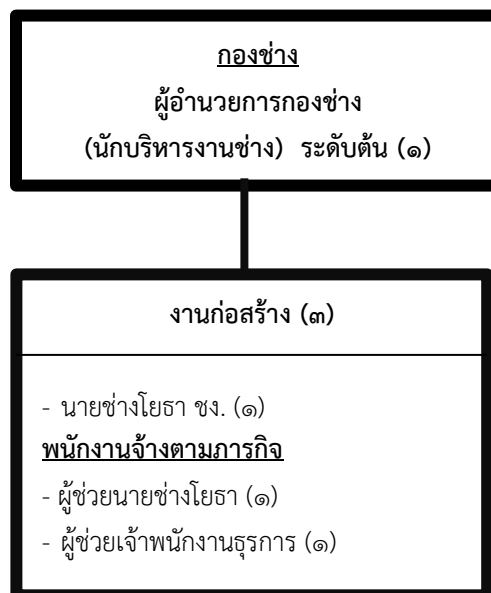 กองช่าง
ผู้อำนวยการกองช่าง
(นักบริหารงานช่าง) ระดับต้น (๑)
งานก่อสร้าง (๓)
- นายช่างโยธา ชง. (๑)
พนักงานจ้างตามภารกิจ
- ผู้ช่วยนายช่างโยธา (๑)
- ผู้ช่วยเจ้าพนักงานธุรการ (๑)